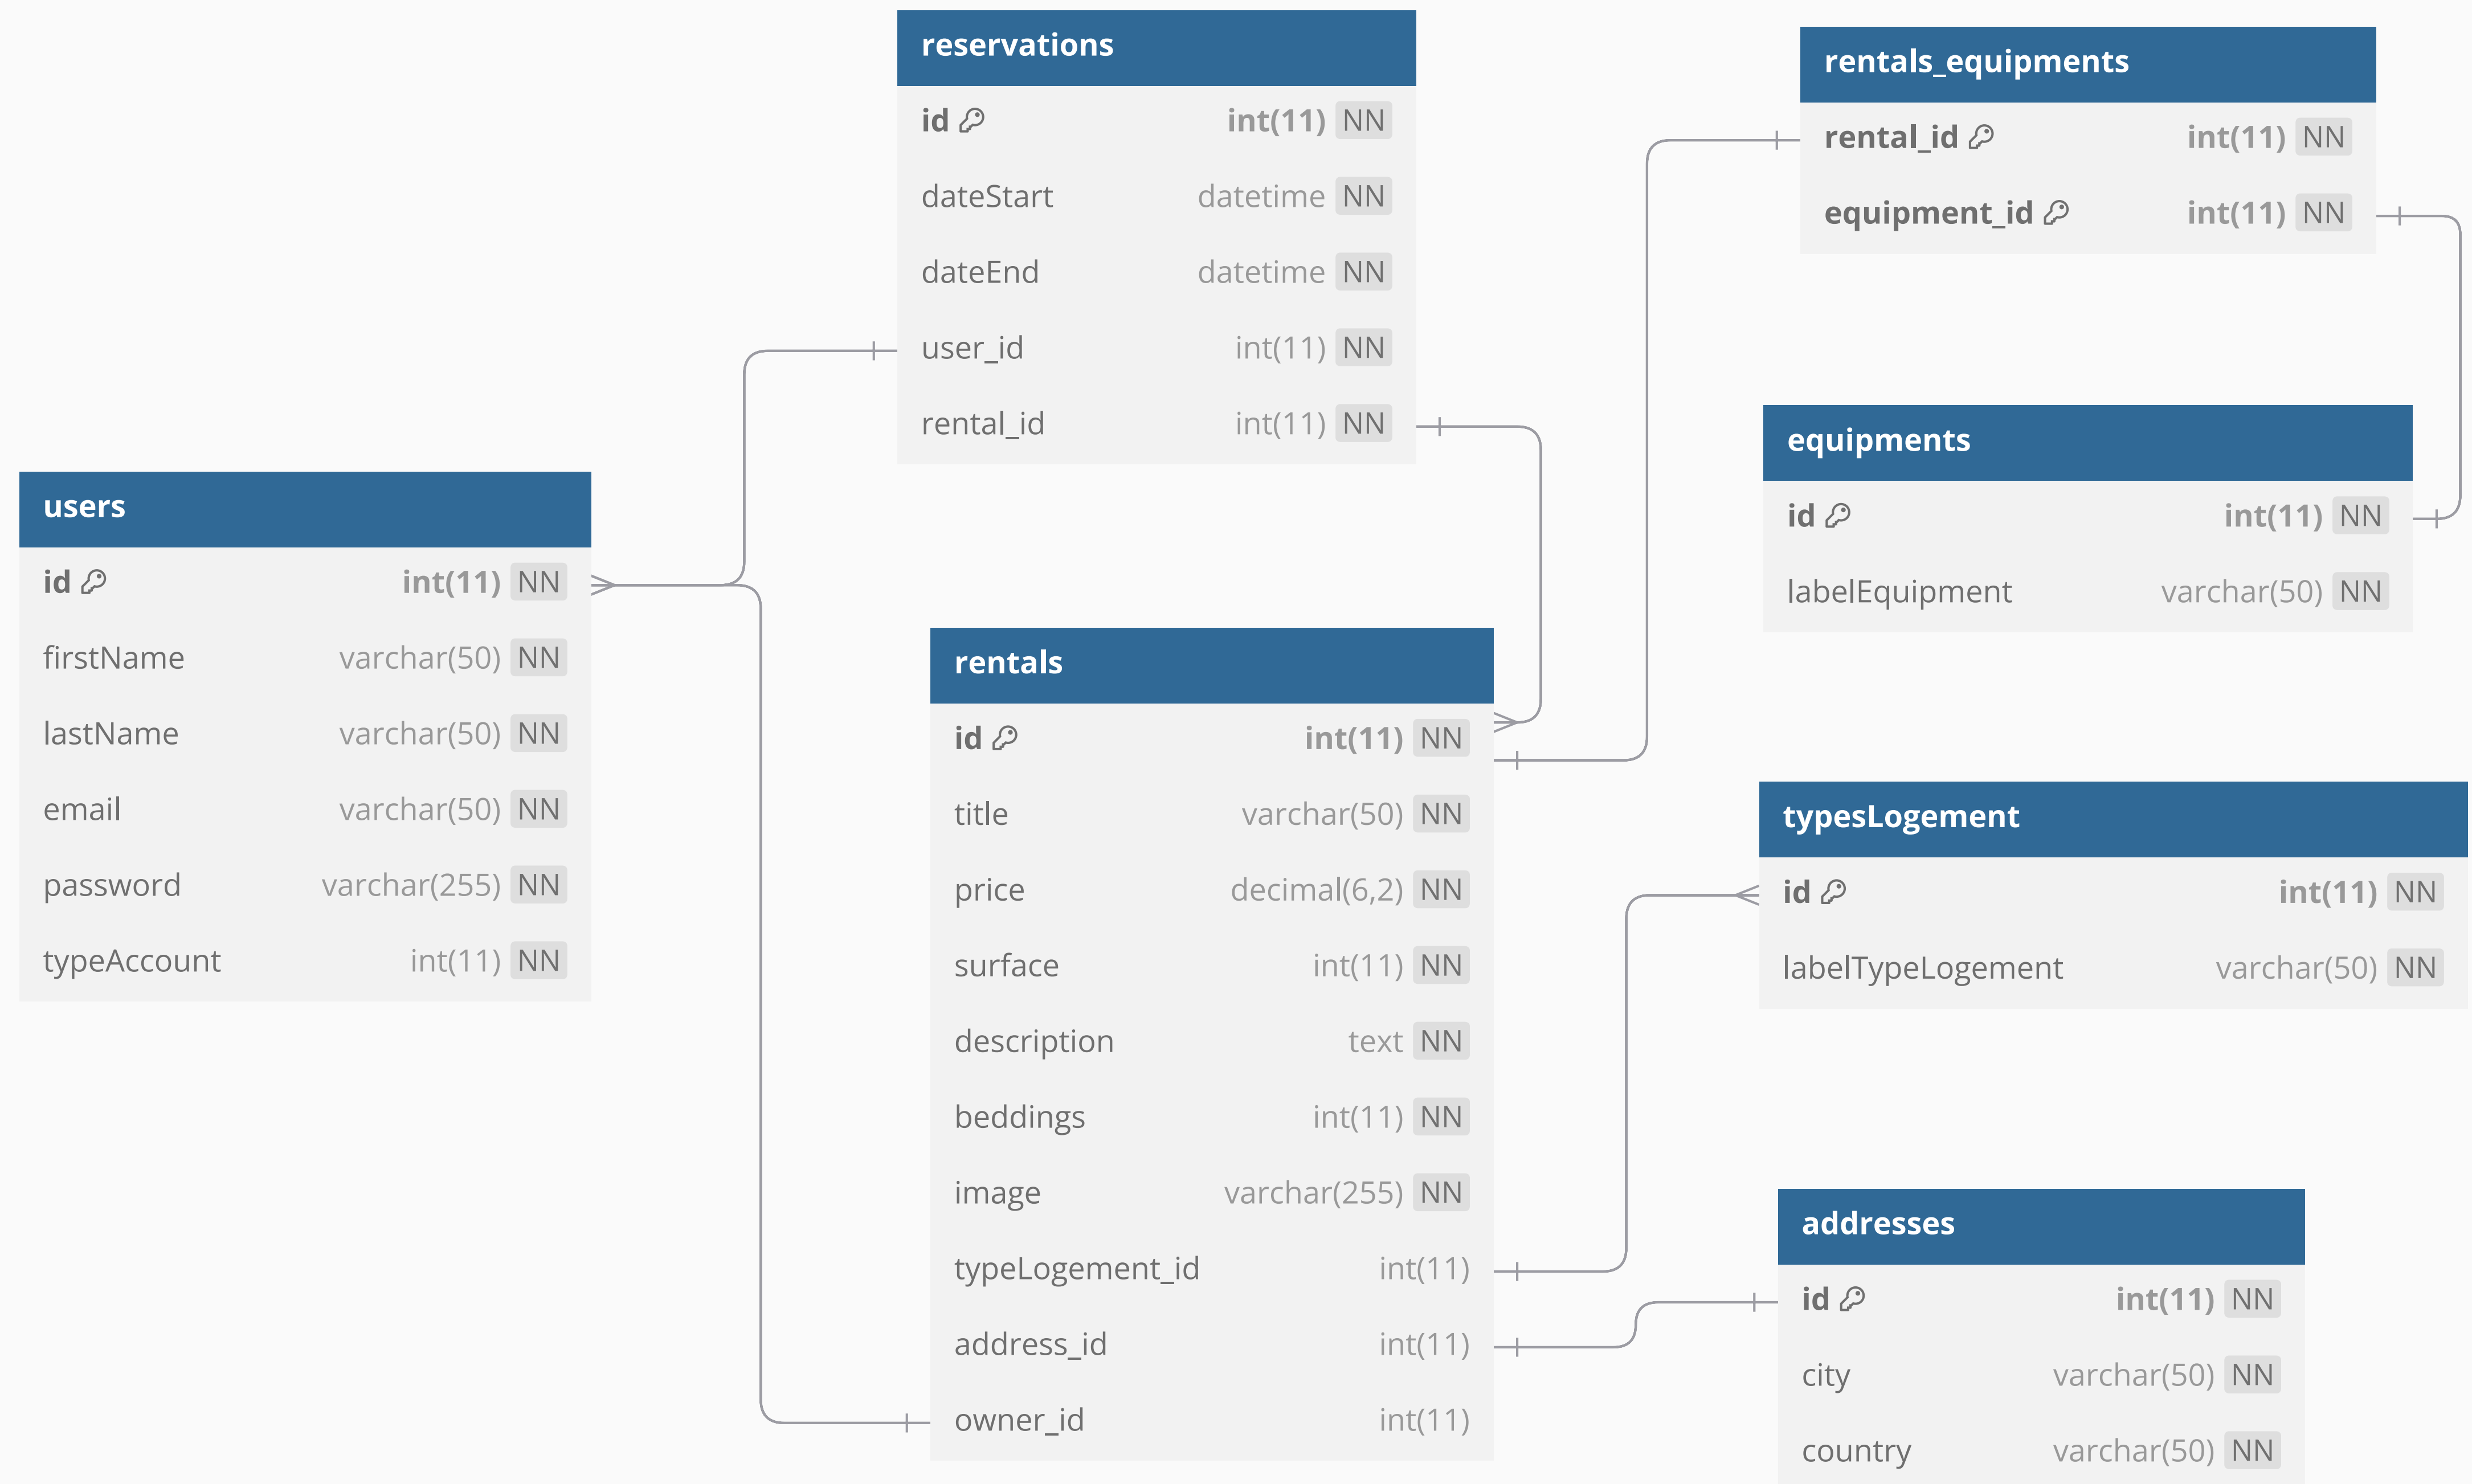 reservations
id int(11) NN
dateStart datetime NN
dateEnd datetime NN
user_id int(11) NN
rental_id int(11) NN
rentals_equipments
rental_id int(11) NN
equipment_id int(11) NN
users
id int(11) NN
firstName varchar(50) NN
lastName varchar(50) NN
email varchar(50) NN
password varchar(255) NN
typeAccount int(11) NN
equipments
id int(11) NN
labelEquipment varchar(50) NN
rentals
id int(11) NN
title varchar(50) NN
price decimal(6,2) NN
surface int(11) NN
description text NN
beddings int(11) NN
image varchar(255) NN
typeLogement_id int(11)
address_id int(11)
owner_id int(11)
typesLogement
id int(11) NN
labelTypeLogement varchar(50) NN
addresses
id int(11) NN
city varchar(50) NN
country varchar(50) NN